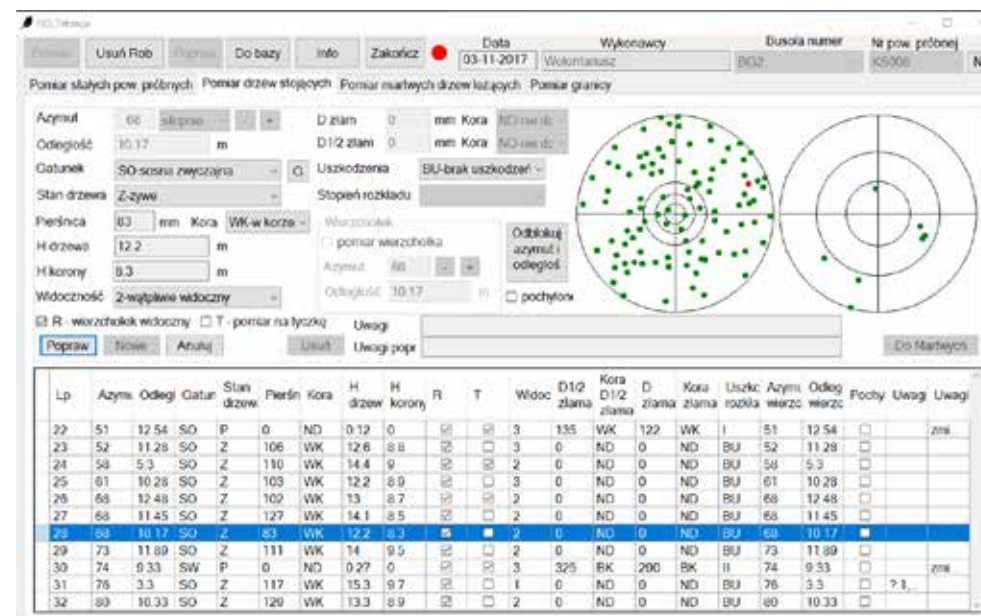 Usuń Rob Popraw Do bazy Info Zakończ Data Wykonawcy Busola numer Nr pow. próbnej
03-11-2017 Wolontariusz BG2 N
Pomiar stałych pow. próbnych Pomiar drzew stojących Pomiar martwych drzew leżących Pomiar granicy
Azymut 68 stopnie - + D złam 0 mm Kora
Odległość 10.17 m D1/2 złam 0 mm Kora
Gatunek SO-sosna zwyczajna G Uszkodzenia BU-brak uszkodzeń
Stan drzewa Z-żywe Stopień rozkładu
Pierśnica 83 mm Kora WK-w korze Wierzchołek
H drzewa 12.2 m pomiar wierzchołka
H korony 8.3 m Azymut 68 - +
Widoczność 2-wątpliwie widoczny Odległość 10.17 m
Odblokuj azymut i odległoś
pochylone
R - wierzchołek widoczny T - pomiar na tyczkę Uwagi
Popraw Nowe Anuluj Usuń Uwagi popr Do Martwych
Lp Azymu Odległ Gatun Stan drzew Pierśn Kora H drzew H korony R T Widoc D1/2 złama Kora D1/2 złama D złama Kora złama Uszko rozkła Azymu wierzc Odleg wierzc Pochy Uwagi Uwagi
22 51 12.54 SO P 0 ND 0.12 0 3 135 WK 122 WK I 51 12.54 zmi...
23 52 11.28 SO Z 106 WK 12.6 8.8 3 0 ND 0 ND BU 52 11.28
24 58 5.3 SO Z 110 WK 14.4 9 2 0 ND 0 ND BU 58 5.3
25 61 10.28 SO Z 103 WK 12.2 8.9 3 0 ND 0 ND BU 61 10.28
26 68 12.48 SO Z 102 WK 13 8.7 2 0 ND 0 ND BU 68 12.48
27 68 11.45 SO Z 127 WK 14.1 8.5 2 0 ND 0 ND BU 68 11.45
28 68 10.17 SO Z 83 WK 12.2 8.3 2 0 ND 0 ND BU 68 10.17
29 73 11.89 SO Z 111 WK 14 9.5 2 0 ND 0 ND BU 73 11.89
30 74 9.33 SW P 0 ND 0.27 0 3 325 BK 290 BK II 74 9.33 zmi...
31 76 3.3 SO Z 117 WK 15.3 9.7 1 0 ND 0 ND BU 76 3.3 ? 1,...
32 80 10.33 SO Z 129 WK 13.3 8.9 2 0 ND 0 ND BU 80 10.33